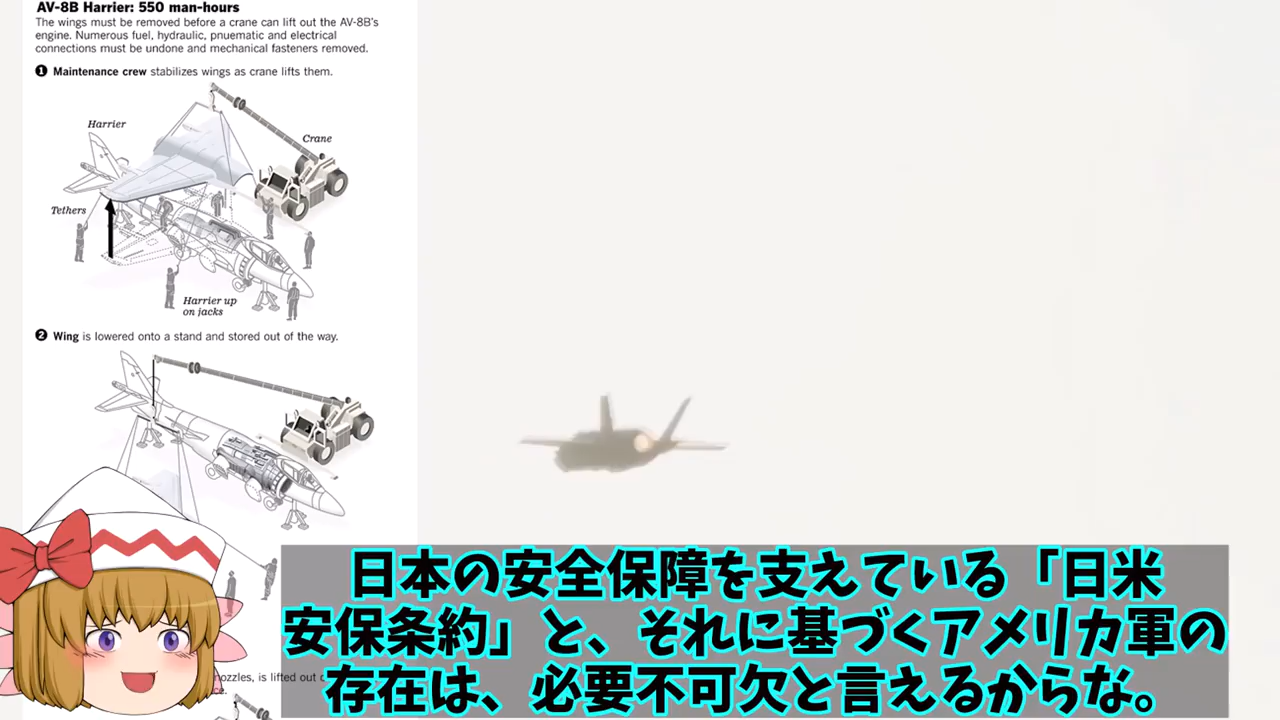 AV-8B Harrier: 550 man-hours
The wings must be removed before a crane can lift out the AV-8B's
engine. Numerous fuel, hydraulic, pnuematic and electrical
connections must be undone and mechanical fasteners removed.
1 Maintenance crew stabilizes wings as crane lifts them.
Harrier
Crane
Tethers
Harrier up
on jacks
2 Wing is lowered onto a stand and stored out of the way.
nozzles, is lifted out
日本の安全保障を支えている「日米
安保条約」と、それに基づくアメリカ軍の
存在は、必要不可欠と言えるからな。